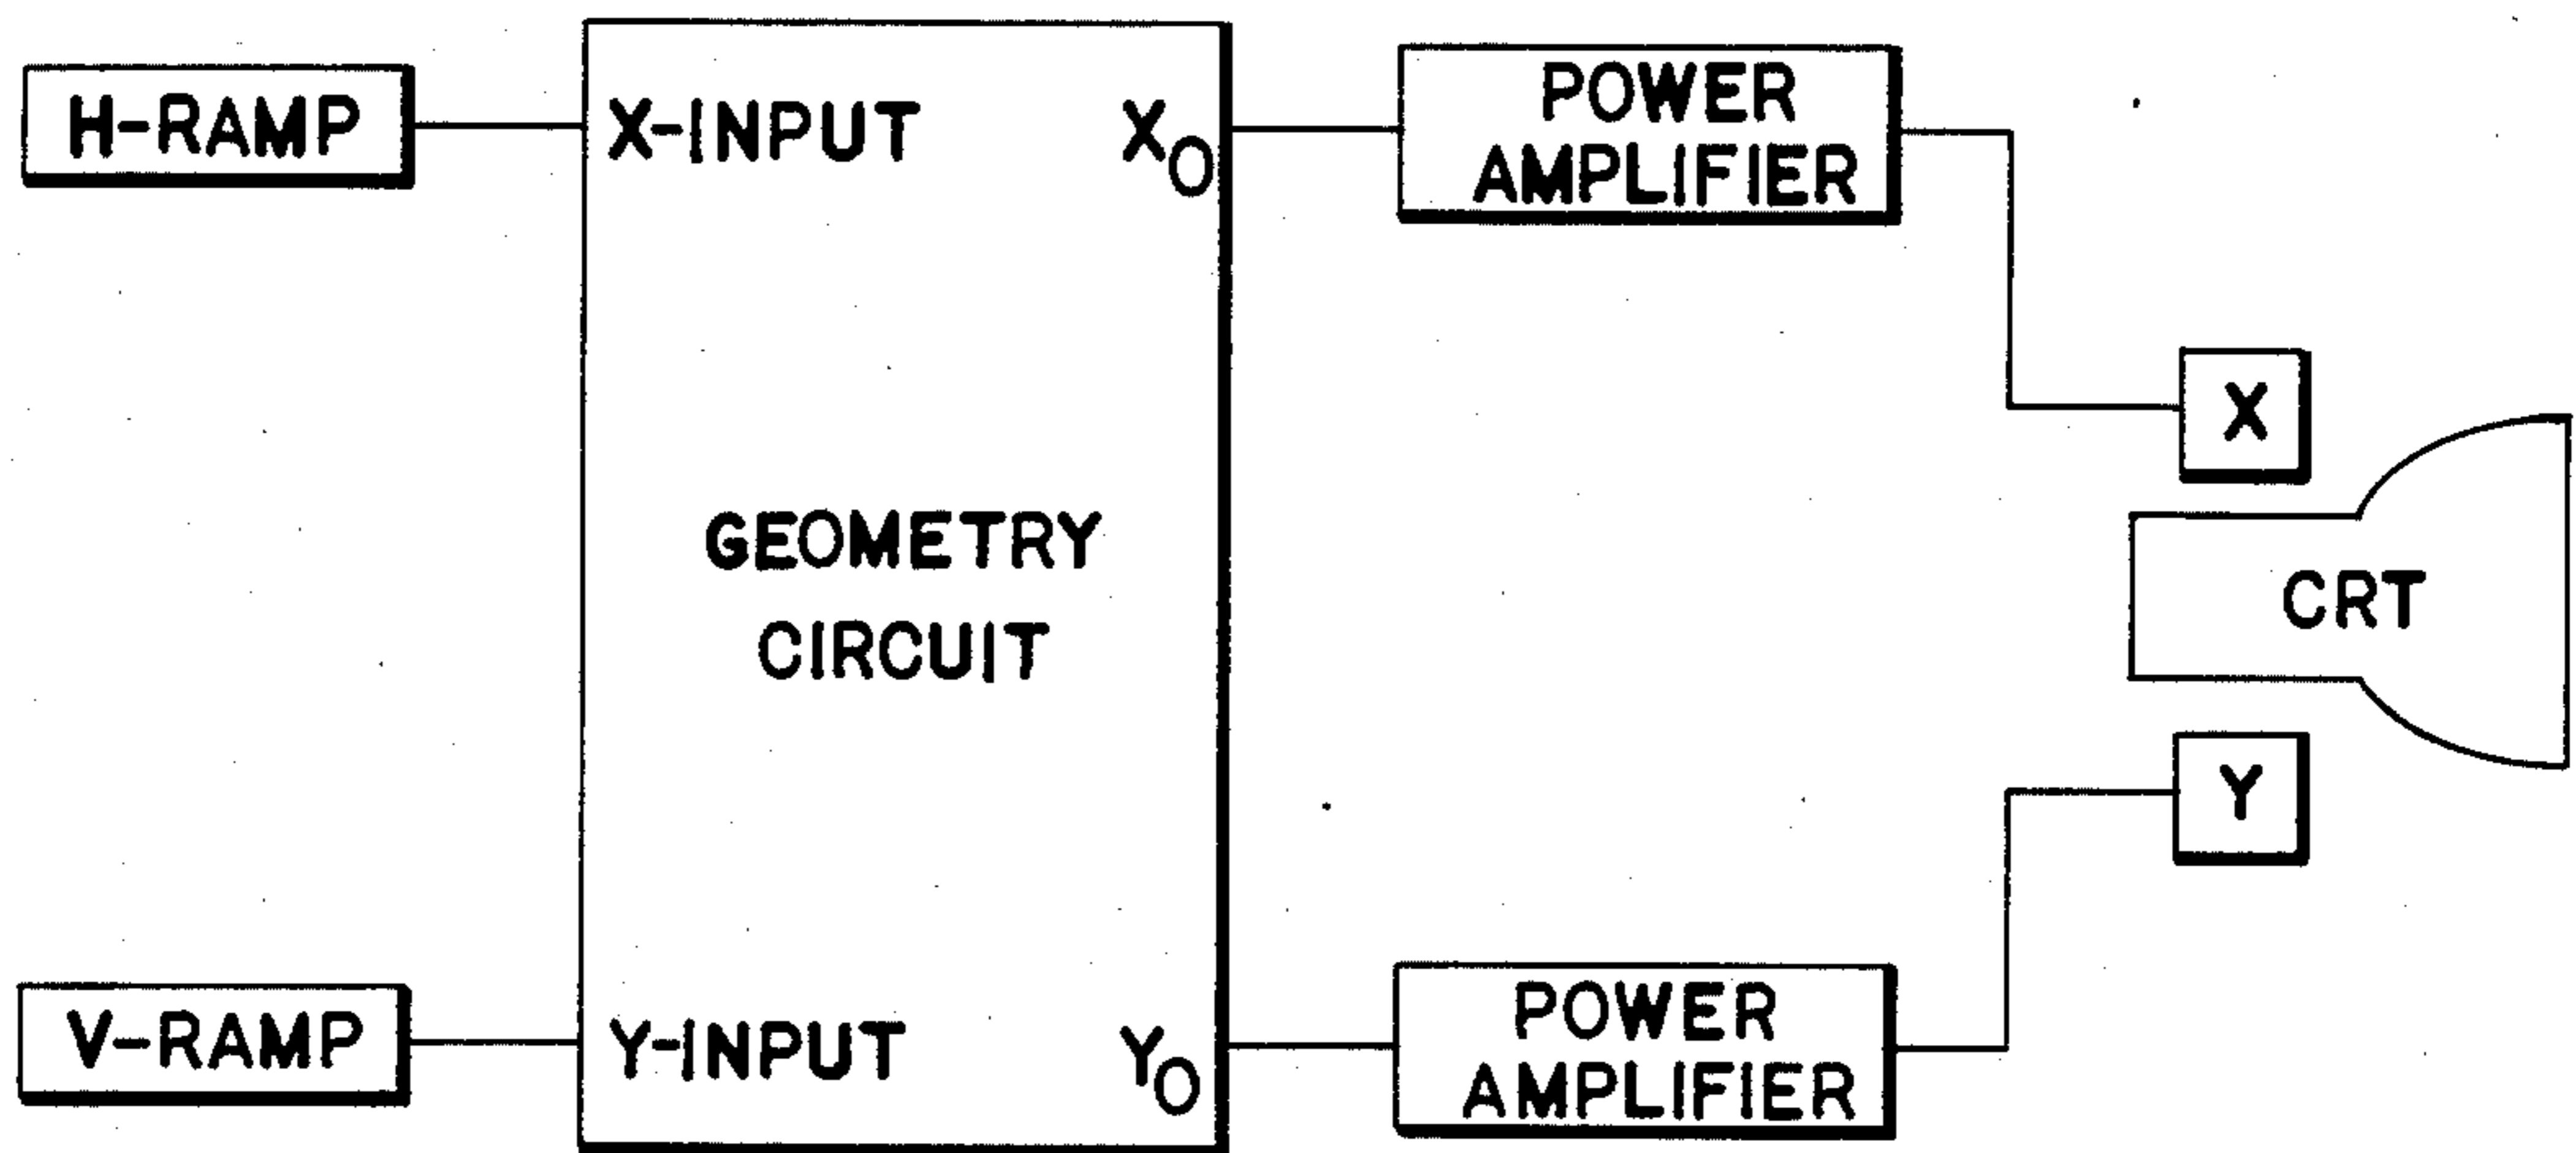 H-RAMP
X-INPUT
X₀
POWER
AMPLIFIER
X
GEOMETRY
CIRCUIT
CRT
Y
V-RAMP
Y-INPUT
Y₀
POWER
AMPLIFIER